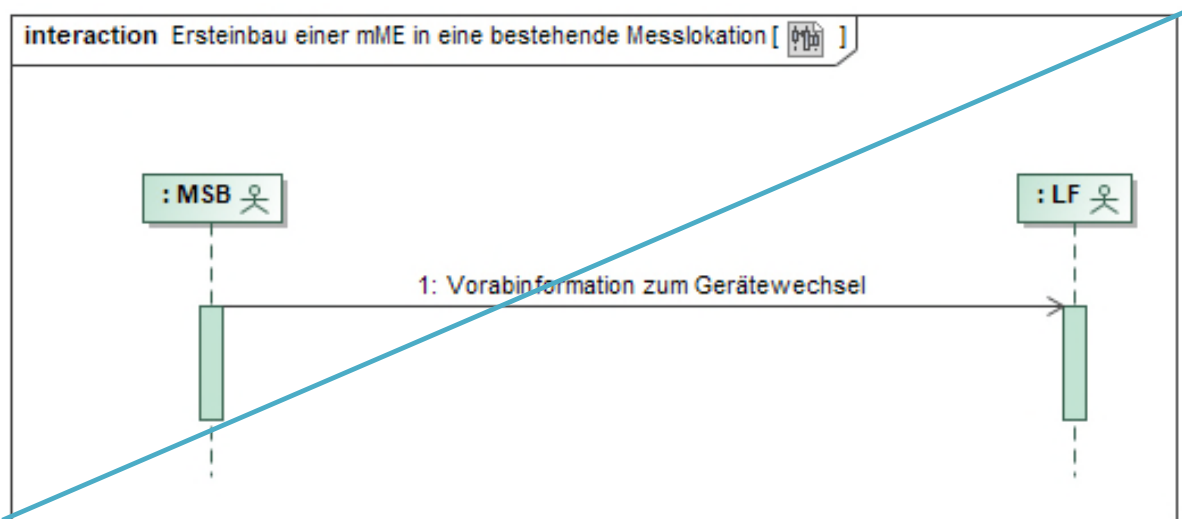 interaction Ersteinbau einer mME in eine bestehende Messlokation [ ]
: MSB
: LF
1: Vorabinformation zum Gerätewechsel